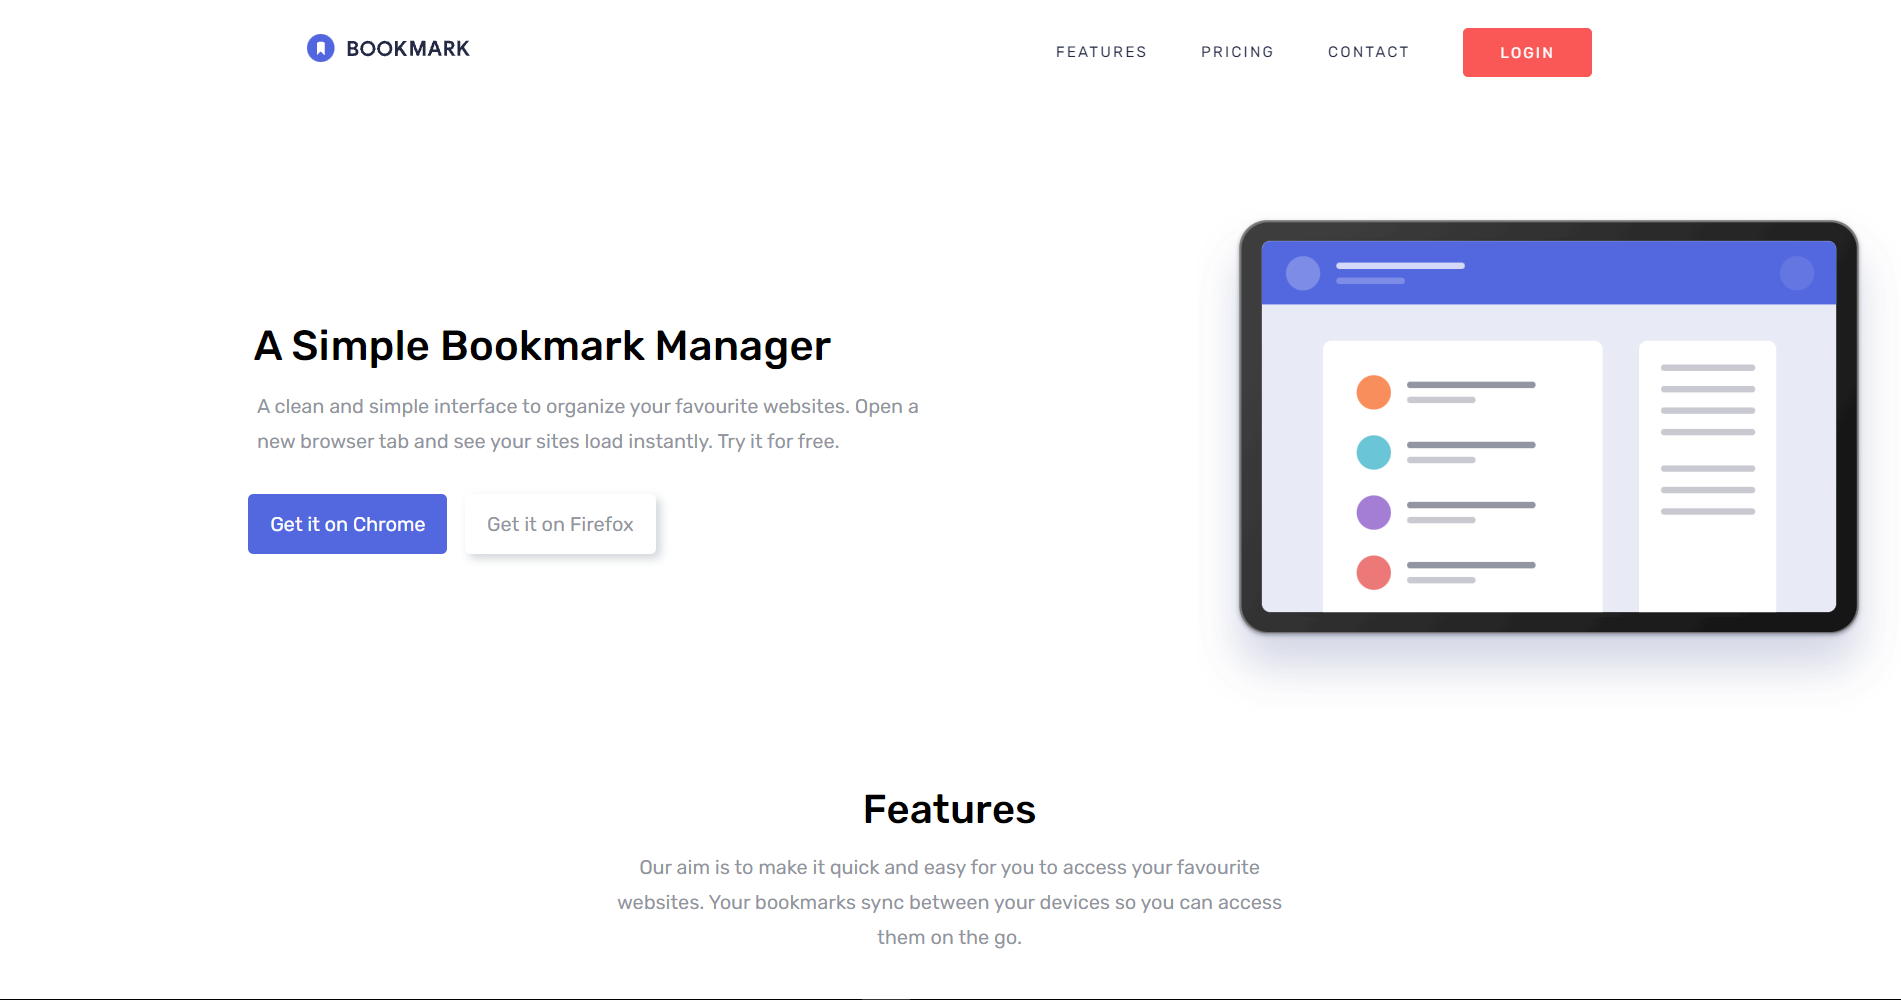 BOOKMARK
FEATURES PRICING CONTACT LOGIN
A Simple Bookmark Manager
A clean and simple interface to organize your favourite websites. Open a
new browser tab and see your sites load instantly. Try it for free.
Get it on Chrome Get it on Firefox
Features
Our aim is to make it quick and easy for you to access your favourite
websites. Your bookmarks sync between your devices so you can access
them on the go.